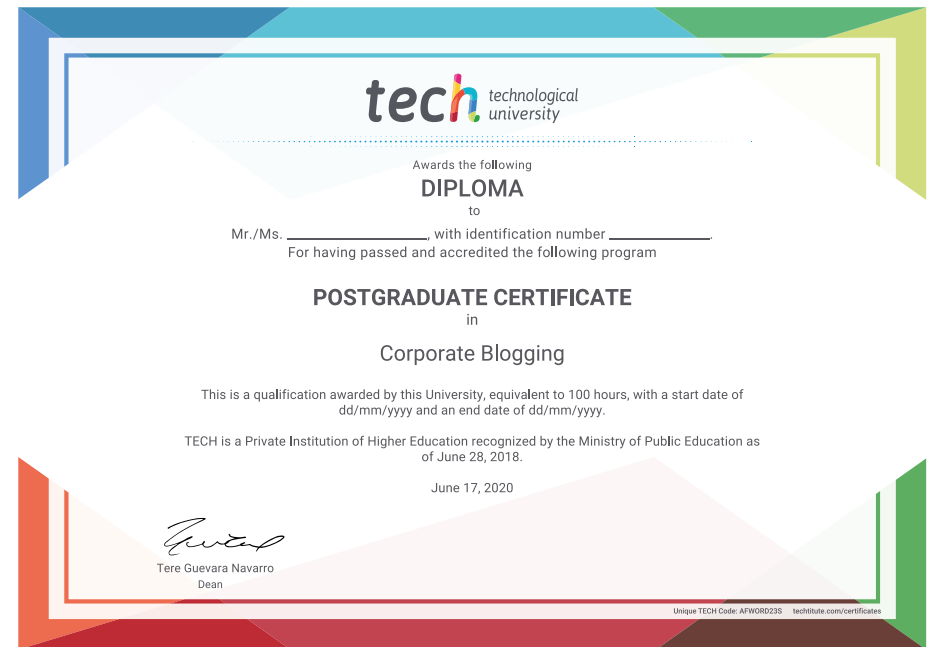 tech technological
university
Awards the following
DIPLOMA
to
Mr./Ms. ____________________, with identification number ______________.
For having passed and accredited the following program
POSTGRADUATE CERTIFICATE
in
Corporate Blogging
This is a qualification awarded by this University, equivalent to 100 hours, with a start date of
dd/mm/yyyy and an end date of dd/mm/yyyy.
TECH is a Private Institution of Higher Education recognized by the Ministry of Public Education as
of June 28, 2018.
June 17, 2020
Tere Guevara Navarro
Dean
Unique TECH Code: AFWORD23S techtitute.com/certificates